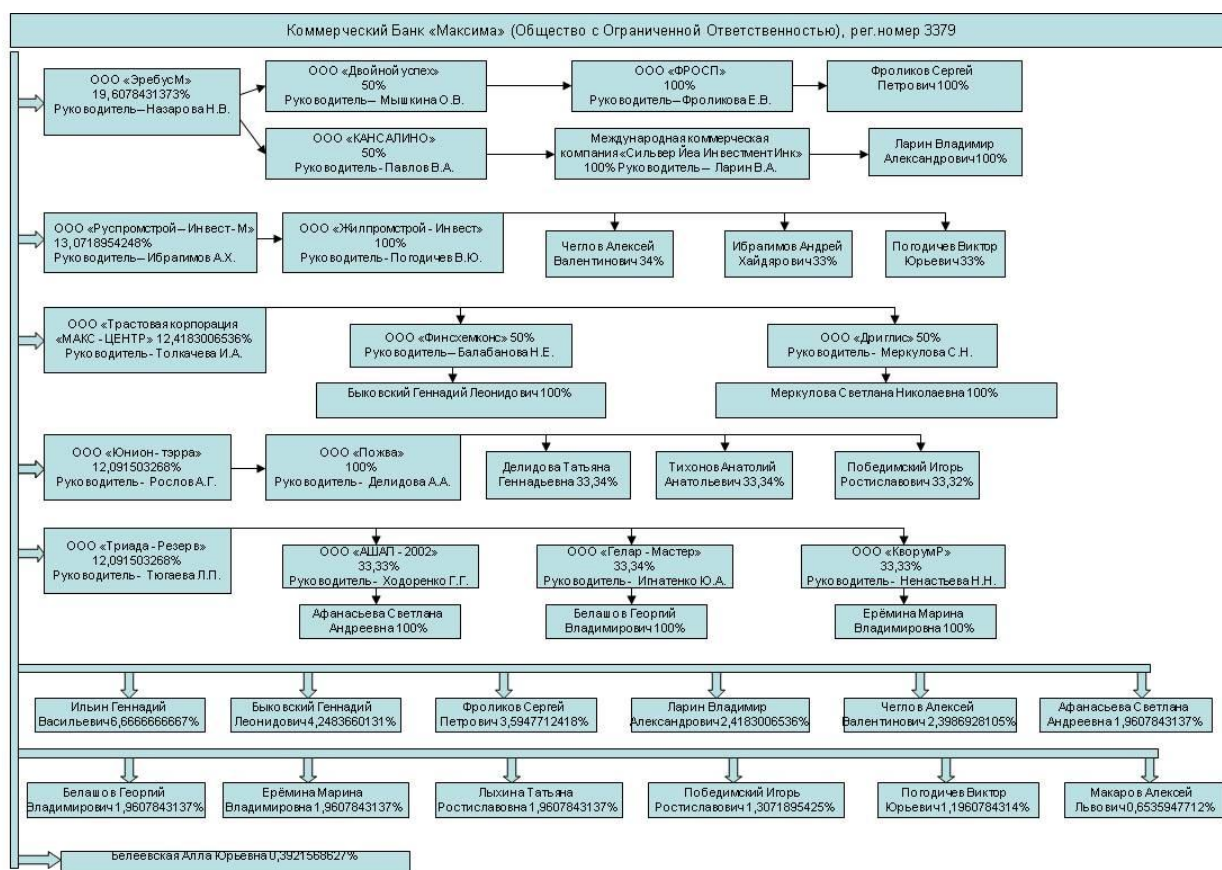 Коммерческий Банк «Максима» (Общество с Ограниченной Ответственностью), рег.номер 3379
ООО «ЭребусМ»
19,6078431373%
Руководитель–Назарова Н.В.
ООО «Двойной успех»
50%
Руководитель– Мышкина О.В.
ООО «ФРОСП»
100%
Руководитель–Фроликова Е.В.
Фроликов Сергей
Петрович 100%
ООО «КАНСАЛИНО»
50%
Руководитель- Павлов В.А.
Международная коммерческая
компания «Сильвер Йеа Инвестмент Инк»
100% Руководитель – Ларин В.А.
Ларин Владимир
Александрович 100%
ООО «Руспромстрой–Инвест-М»
13,0718954248%
Руководитель–Ибрагимов А.Х.
ООО «Жилпромстрой - Инвест»
100%
Руководитель- Погодичев В.Ю.
Чеглов Алексей
Валентинович 34%
Ибрагимов Андрей
Хайдярович 33%
Погодичев Виктор
Юрьевич 33%
ООО «Трастовая корпорация
«МАКС - ЦЕНТР» 12,4183006536%
Руководитель- Толкачева И.А.
ООО «Финсхемконс» 50%
Руководитель–Балабанова Н.Е.
ООО «Дриглис» 50%
Руководитель- Меркулова С.Н.
Быковский Геннадий Леонидович 100%
Меркулова Светлана Николаевна 100%
ООО «Юнион- тэрра»
12,091503268%
Руководитель- Рослов А.Г.
ООО «Пожва»
100%
Руководитель- Делидова А.А.
Делидова Татьяна
Геннадьевна 33,34%
Тихонов Анатолий
Анатольевич 33,34%
Победимский Игорь
Ростиславович 33,32%
ООО «Триада- Резерв»
12,091503268%
Руководитель- Тюгаева Л.П.
ООО «АШАП - 2002»
33,33%
Руководитель- Ходоренко Г.Г.
ООО «Гелар - Мастер»
33,34%
Руководитель- Игнатенко Ю.А.
ООО «КворумР»
33,33%
Руководитель- Ненастьева Н.Н.
Афанасьева Светлана
Андреевна 100%
Белашов Георгий
Владимирович 100%
Ерёмина Марина
Владимировна 100%
Ильин Геннадий
Васильевич 6,6666666667%
Быковский Геннадий
Леонидович 4,2483660131%
Фроликов Сергей
Петрович 3,5947712418%
Ларин Владимир
Александрович 2,4183006536%
Чеглов Алексей
Валентинович 2,3986928105%
Афанасьева Светлана
Андреевна 1,9607843137%
Белашов Георгий
Владимирович 1,9607843137%
Ерёмина Марина
Владимировна 1,9607843137%
Лыхина Татьяна
Ростиславовна 1,9607843137%
Победимский Игорь
Ростиславович 1,3071895425%
Погодичев Виктор
Юрьевич 1,1960784314%
Макаров Алексей
Львович 0,6535947712%
Белеевская Алла Юрьевна 0,3921568627%